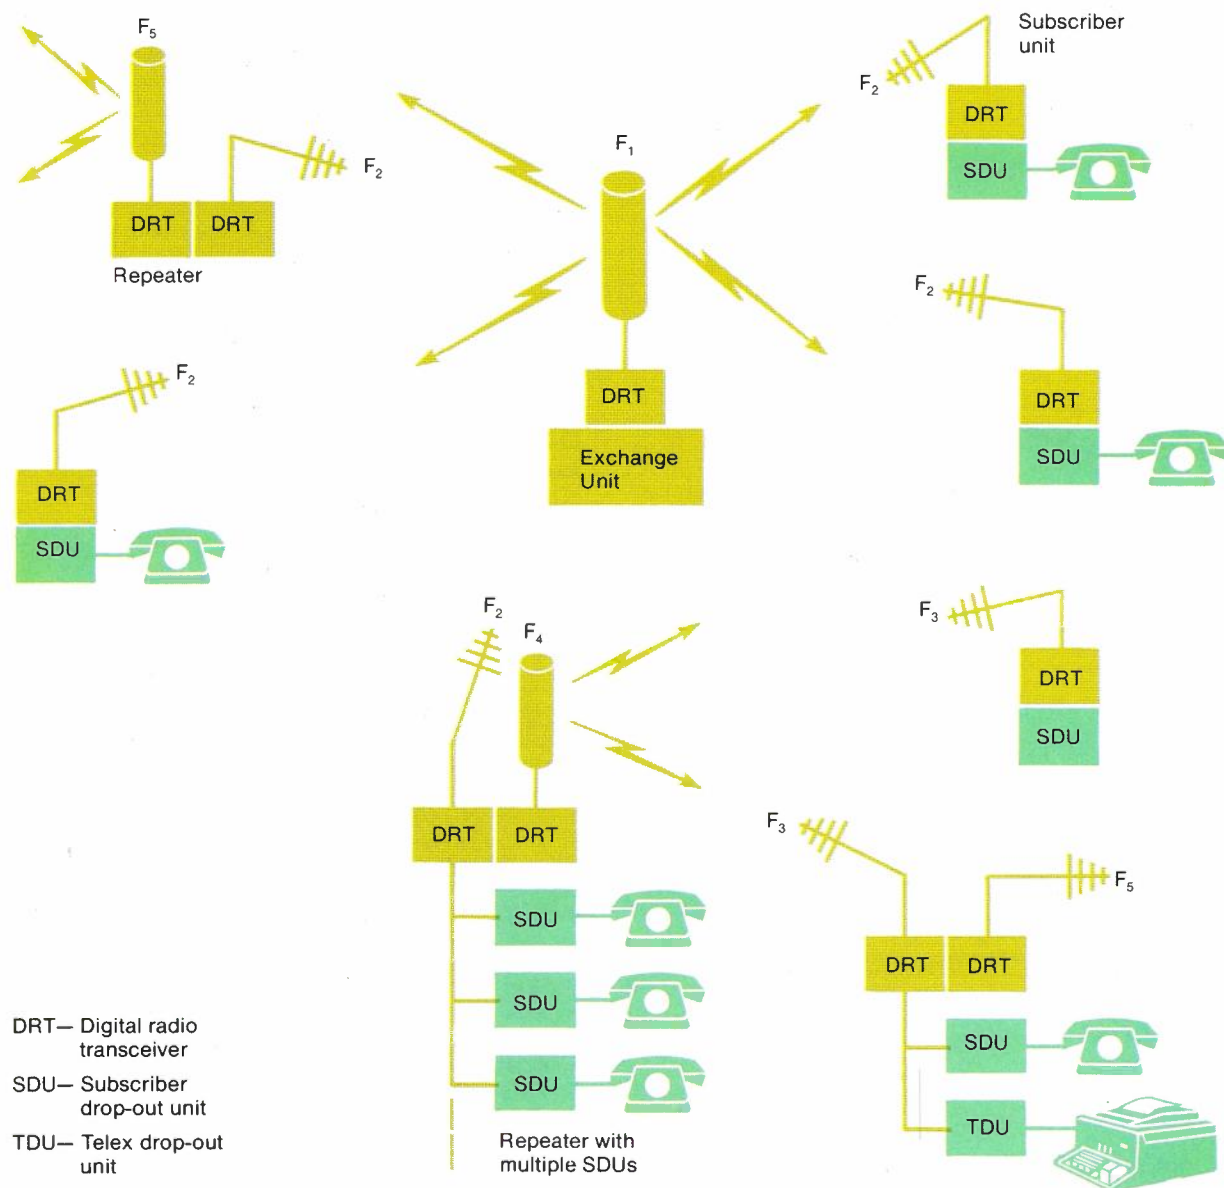 F5
F2
DRT
DRT
Repeater
F1
DRT
Exchange
Unit
Subscriber
unit
F2
DRT
SDU
F2
DRT
SDU
F2
DRT
SDU
F2
F4
DRT
DRT
SDU
SDU
SDU
Repeater with
multiple SDUs
F3
DRT
SDU
F3
F5
DRT
DRT
SDU
TDU
DRT— Digital radio
transceiver
SDU— Subscriber
drop-out unit
TDU— Telex drop-out
unit